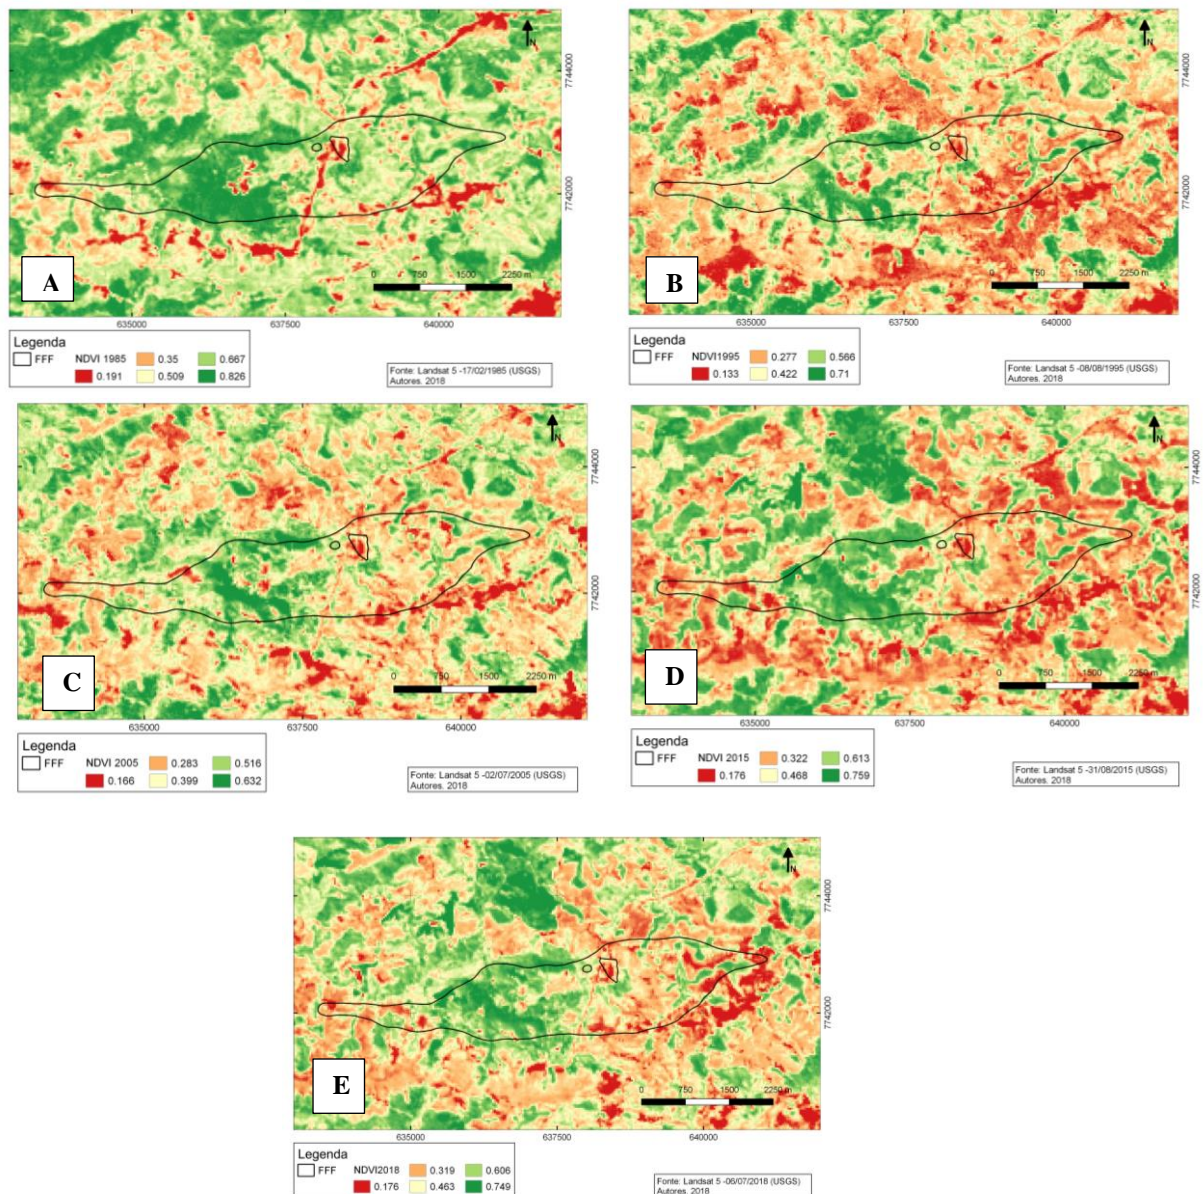 N
7744000
7742000
A
0 750 1500 2250 m
635000 637500 640000
Legenda
FFF NDVI 1985 0.35 0.667
0.191 0.509 0.826
Fonte: Landsat 5 -17/02/1985 (USGS)
Autores. 2018
N
7744000
7742000
B
0 750 1500 2250 m
635000 637500 640000
Legenda
FFF NDVI1995 0.277 0.566
0.133 0.422 0.71
Fonte: Landsat 5 -08/08/1995 (USGS)
Autores. 2018
N
7744000
7742000
C
0 750 1500 2250 m
635000 637500 640000
Legenda
FFF NDVI 2005 0.283 0.516
0.166 0.399 0.632
Fonte: Landsat 5 -02/07/2005 (USGS)
Autores. 2018
N
7744000
7742000
D
0 750 1500 2250 m
635000 637500 640000
Legenda
FFF NDVI 2015 0.322 0.613
0.176 0.468 0.759
Fonte: Landsat 5 -31/08/2015 (USGS)
Autores. 2018
N
7744000
7742000
E
0 750 1500 2250 m
635000 637500 640000
Legenda
FFF NDVI2018 0.319 0.606
0.176 0.463 0.749
Fonte: Landsat 5 -06/07/2018 (USGS)
Autores. 2018